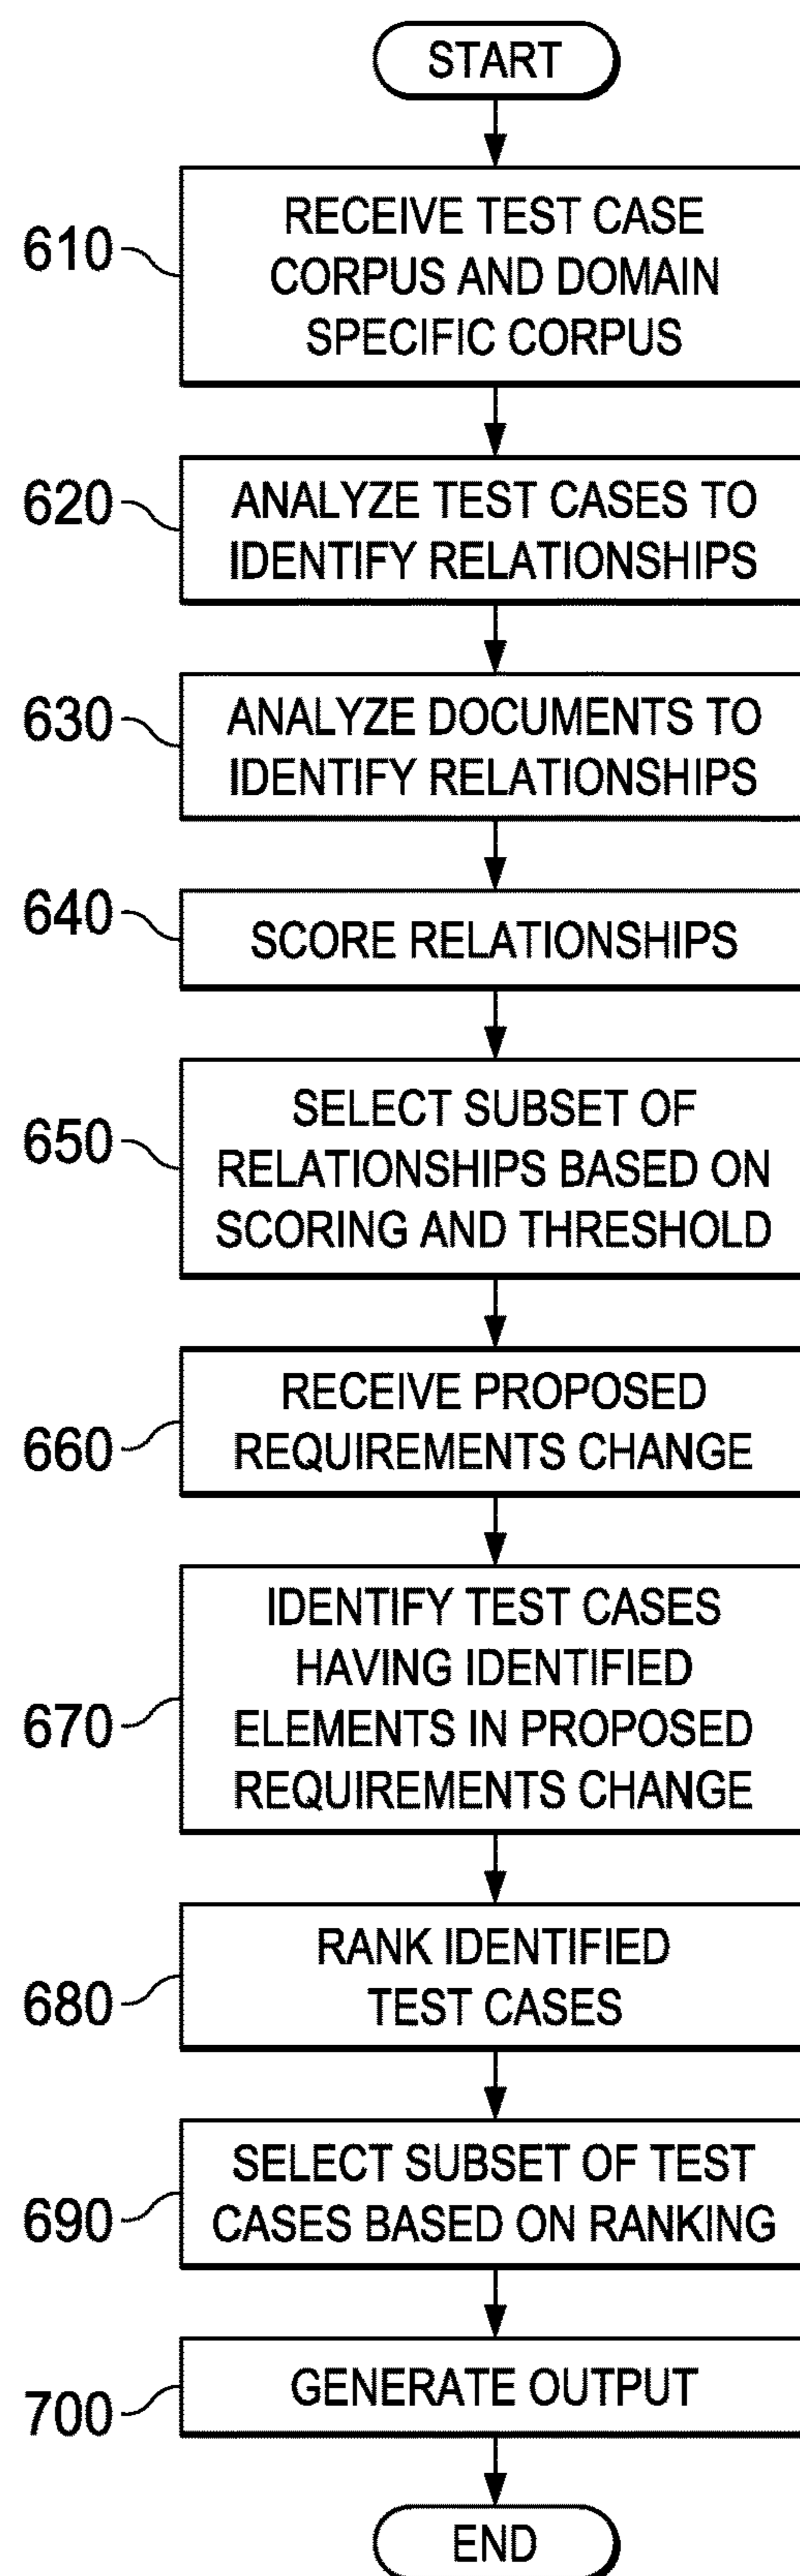 START
610
RECEIVE TEST CASE
CORPUS AND DOMAIN
SPECIFIC CORPUS
620
ANALYZE TEST CASES TO
IDENTIFY RELATIONSHIPS
630
ANALYZE DOCUMENTS TO
IDENTIFY RELATIONSHIPS
640
SCORE RELATIONSHIPS
650
SELECT SUBSET OF
RELATIONSHIPS BASED ON
SCORING AND THRESHOLD
660
RECEIVE PROPOSED
REQUIREMENTS CHANGE
670
IDENTIFY TEST CASES
HAVING IDENTIFIED
ELEMENTS IN PROPOSED
REQUIREMENTS CHANGE
680
RANK IDENTIFIED
TEST CASES
690
SELECT SUBSET OF TEST
CASES BASED ON RANKING
700
GENERATE OUTPUT
END